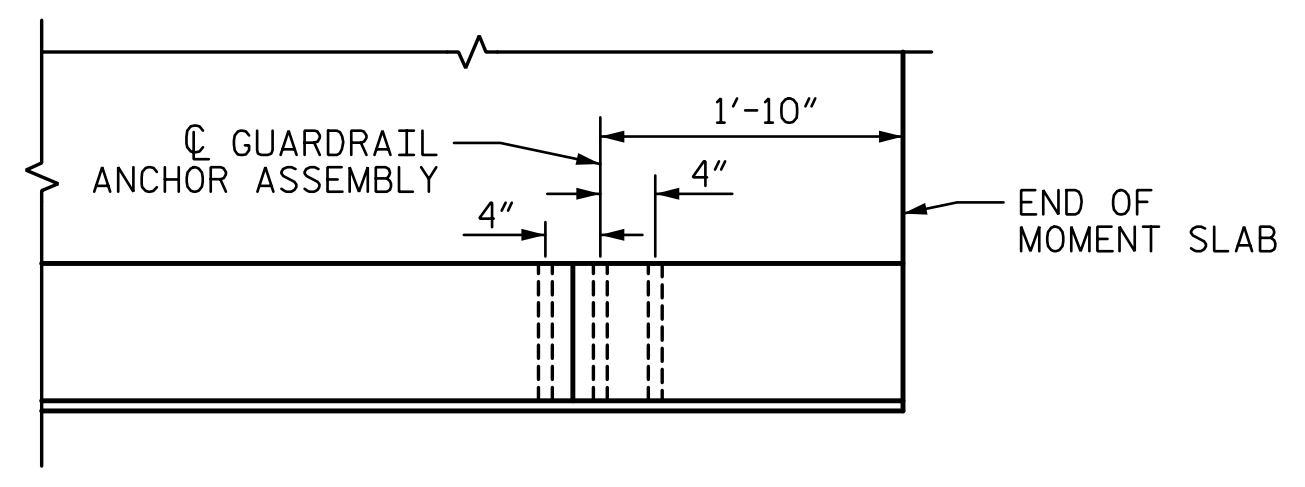 1'-10"
℄ GUARDRAIL
ANCHOR ASSEMBLY
4"
4"
END OF
MOMENT SLAB